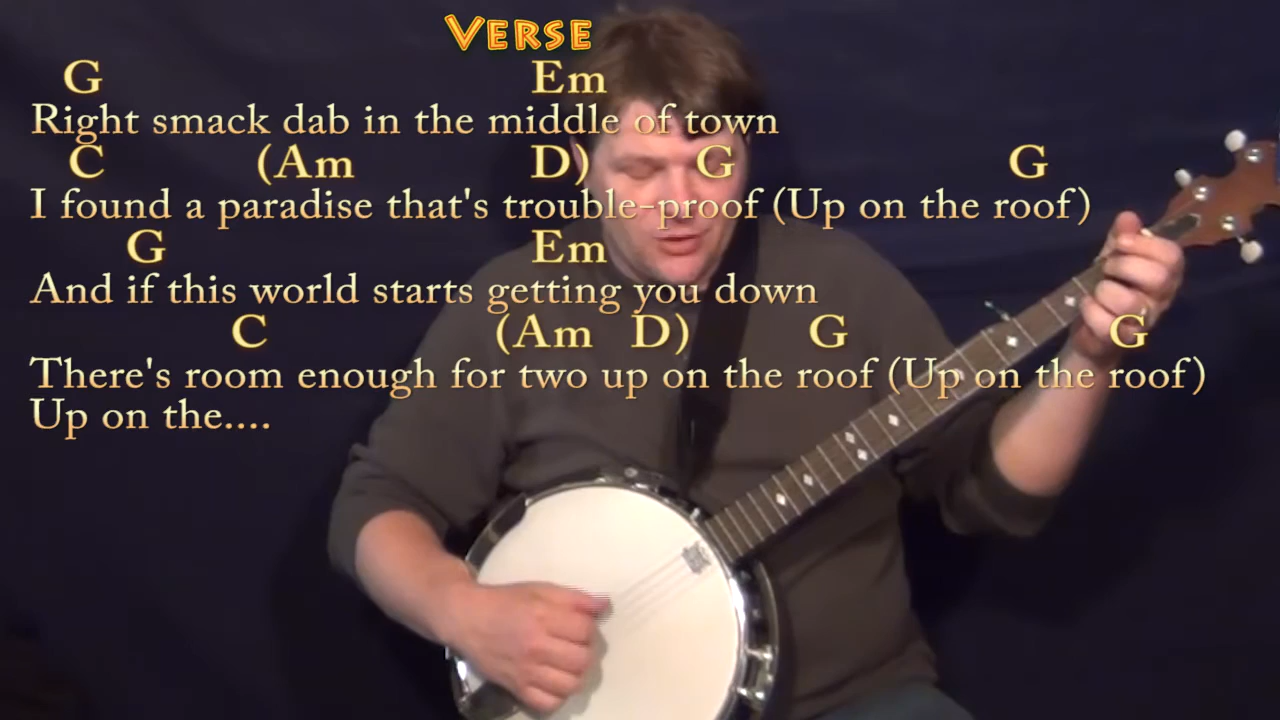 VERSE
G Em
Right smack dab in the middle of town
C (Am D) G G
I found a paradise that's trouble-proof (Up on the roof)
G Em
And if this world starts getting you down
C (Am D) G G
There's room enough for two up on the roof (Up on the roof)
Up on the....